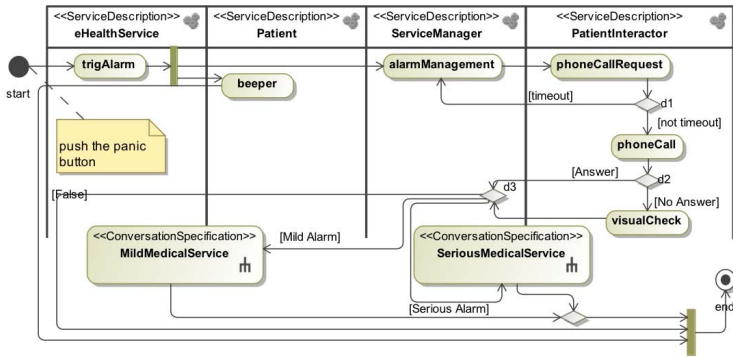 <<ServiceDescription>>
eHealthService
<<ServiceDescription>>
Patient
<<ServiceDescription>>
ServiceManager
<<ServiceDescription>>
PatientInteractor
start
trigAlarm
beeper
alarmManagement
phoneCallRequest
[timeout]
d1
[not timeout]
push the panic
button
phoneCall
[Answer]
d2
[False]
d3
[No Answer]
visualCheck
<<ConversationSpecification>>
MildMedicalService
[Mild Alarm]
<<ConversationSpecification>>
SeriousMedicalService
[Serious Alarm]
end